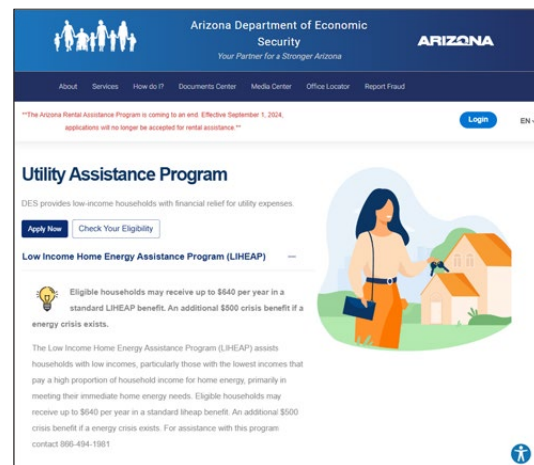 Arizona Department of Economic
Security
Your Partner for a Stronger Arizona
ARIZONA
About Services How do I? Documents Center Media Center Office Locator Report Fraud
**The Arizona Rental Assistance Program is coming to an end. Effective September 1, 2024,
applications will no longer be accepted for rental assistance.**
Login
EN
Utility Assistance Program
DES provides low-income households with financial relief for utility expenses.
Apply Now Check Your Eligibility
Low Income Home Energy Assistance Program (LIHEAP)
Eligible households may receive up to $640 per year in a
standard LIHEAP benefit. An additional $500 crisis benefit if a
energy crisis exists.
The Low Income Home Energy Assistance Program (LIHEAP) assists
households with low incomes, particularly those with the lowest incomes that
pay a high proportion of household income for home energy, primarily in
meeting their immediate home energy needs. Eligible households may
receive up to $640 per year in a standard liheap benefit. An additional $500
crisis benefit if a energy crisis exists. For assistance with this program
contact 866-494-1981